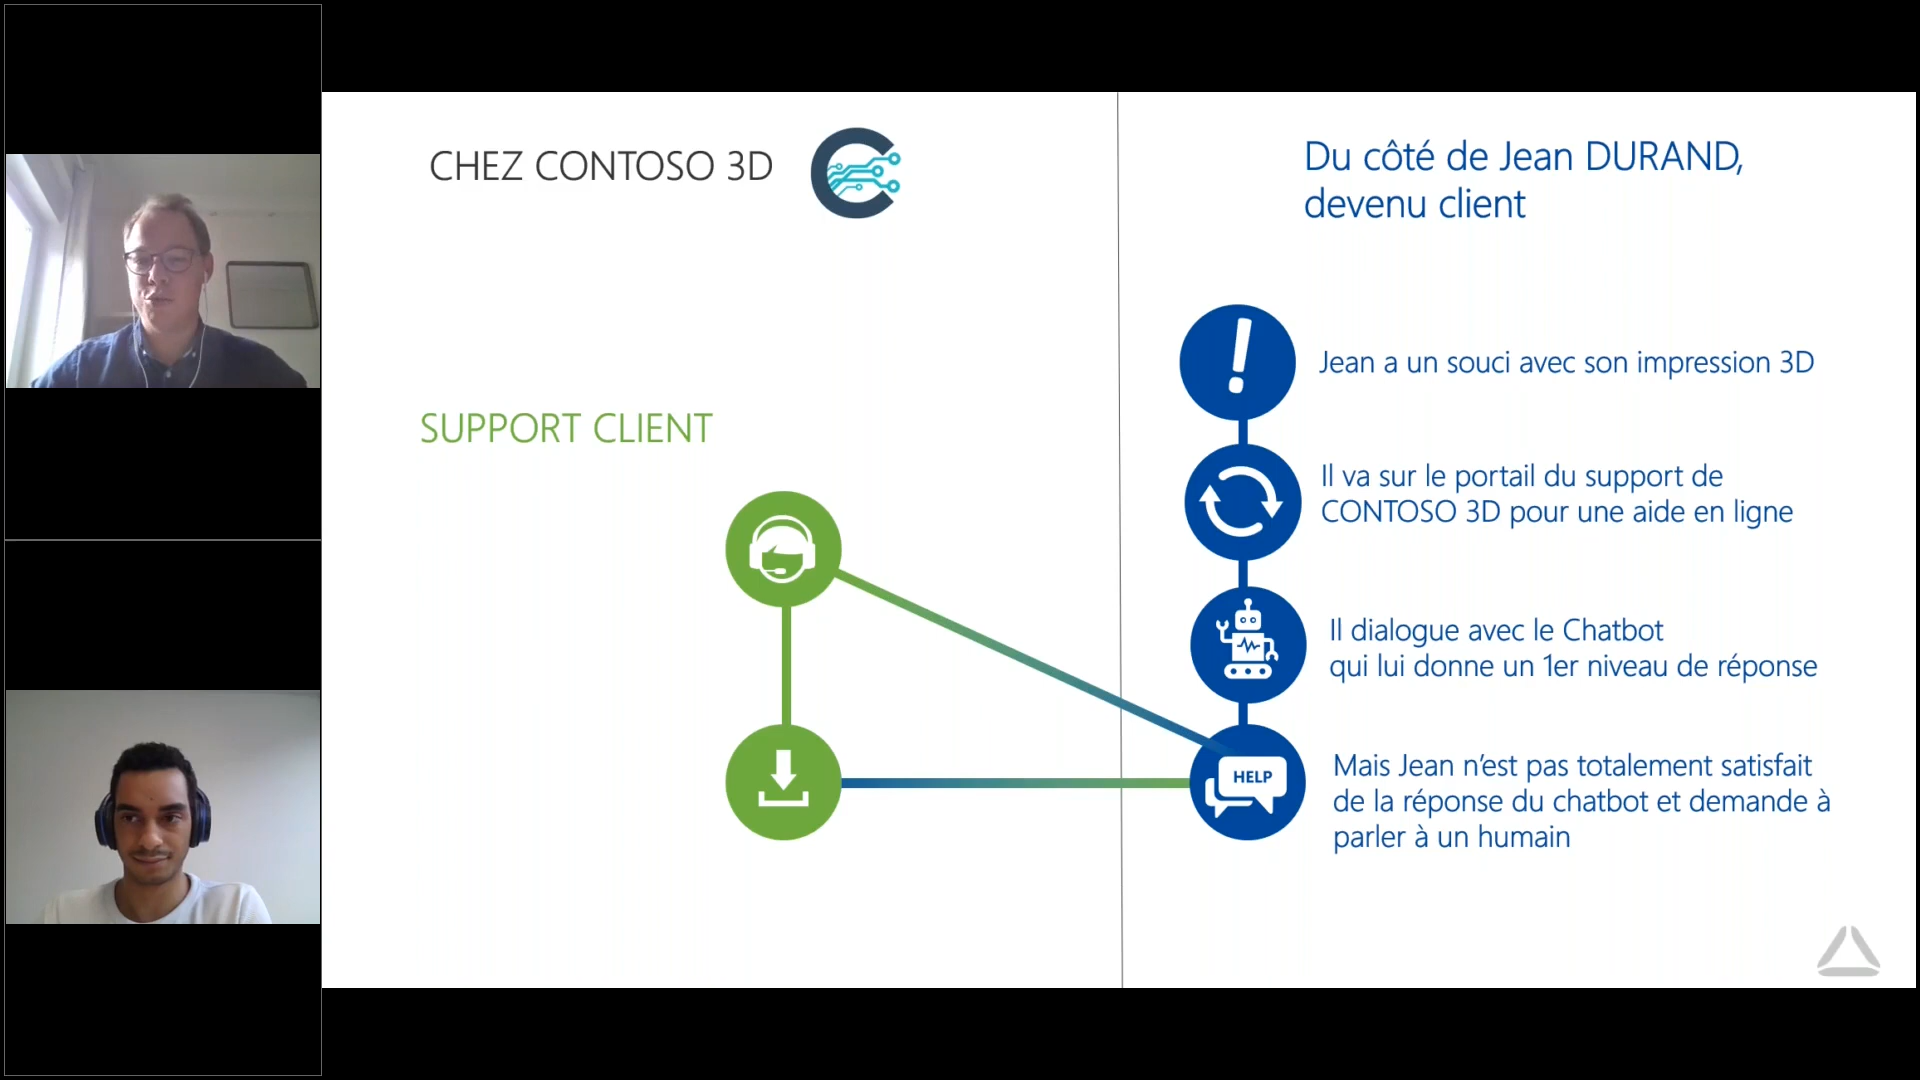 CHEZ CONTOSO 3D
SUPPORT CLIENT
Du côté de Jean DURAND,
devenu client
Jean a un souci avec son impression 3D
Il va sur le portail du support de
CONTOSO 3D pour une aide en ligne
Il dialogue avec le Chatbot
qui lui donne un 1er niveau de réponse
HELP
Mais Jean n'est pas totalement satisfait
de la réponse du chatbot et demande à
parler à un humain